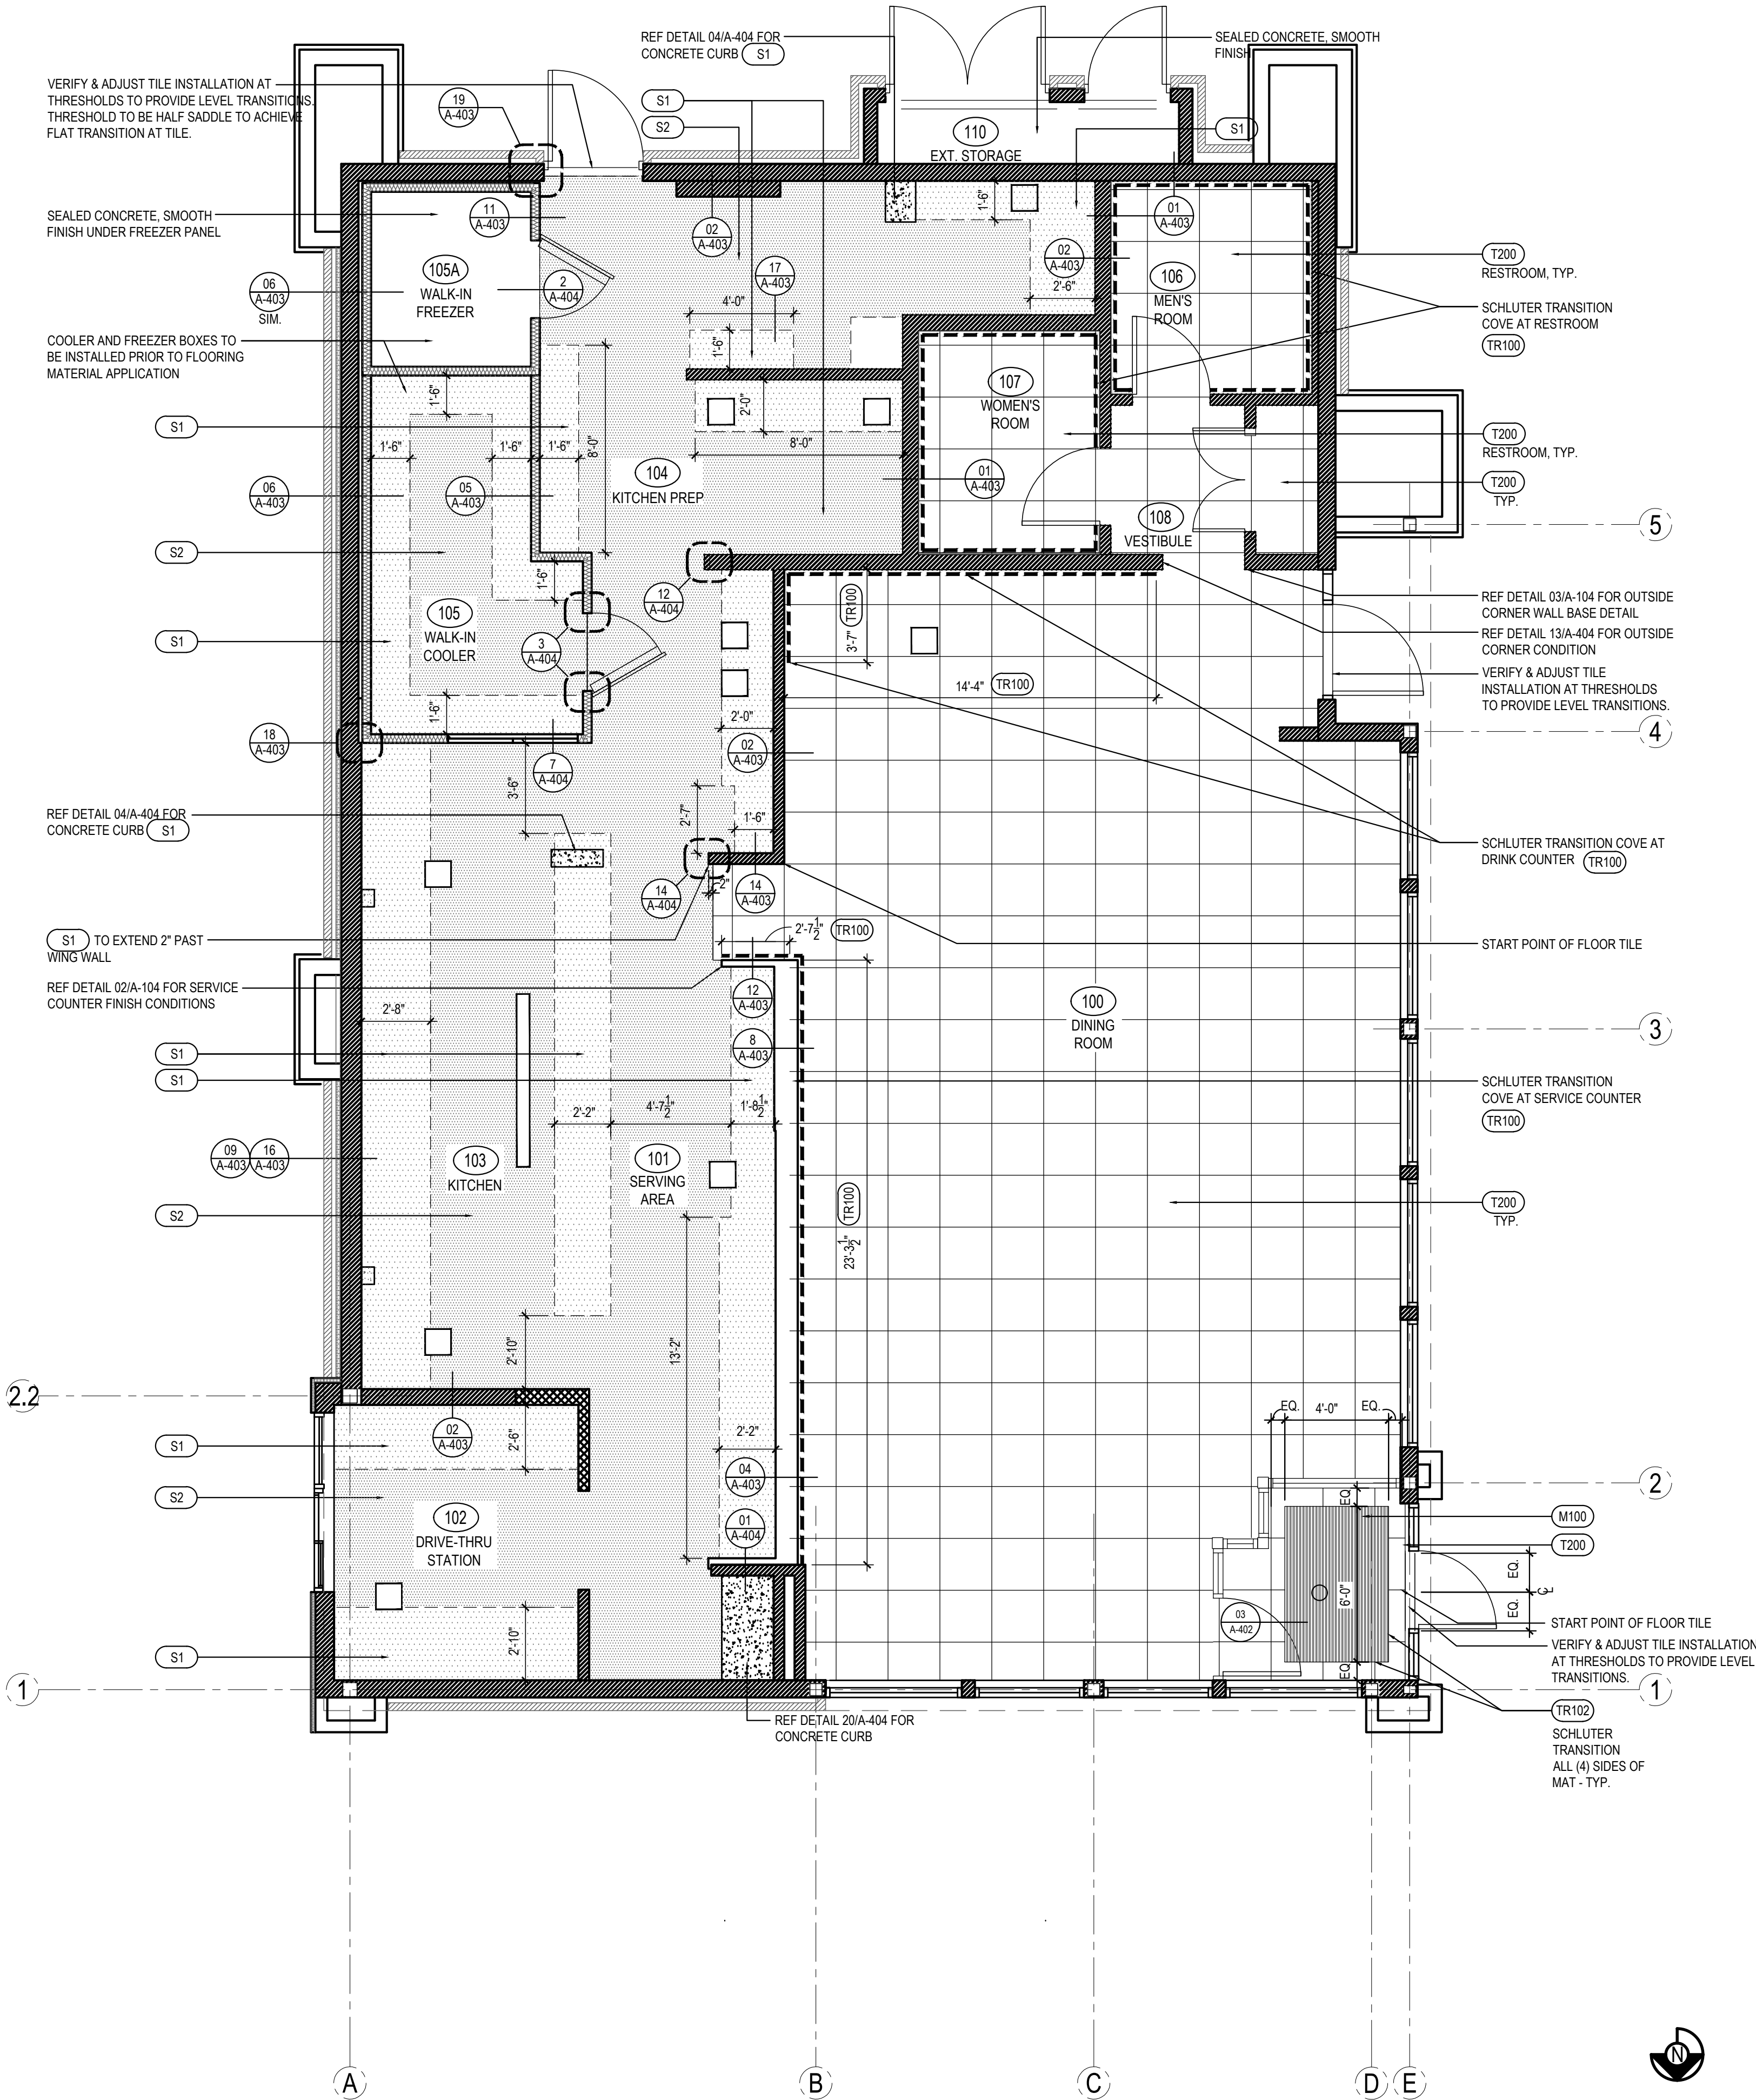 REF DETAIL 04/A-404 FOR
CONCRETE CURB S1
SEALED CONCRETE, SMOOTH
FINISH
VERIFY & ADJUST TILE INSTALLATION AT
THRESHOLDS TO PROVIDE LEVEL TRANSITIONS.
THRESHOLD TO BE HALF SADDLE TO ACHIEVE
FLAT TRANSITION AT TILE.
19
A-403
S1
S2
110
EXT. STORAGE
S1
SEALED CONCRETE, SMOOTH
FINISH UNDER FREEZER PANEL
11
A-403
02
A-403
1'-6"
01
A-403
105A
WALK-IN
FREEZER
2
A-404
17
A-403
4'-0"
02
A-403
2'-6"
106
MEN'S
ROOM
T200
RESTROOM, TYP.
06
A-403
SIM.
SCHLUTER TRANSITION
COVE AT RESTROOM
TR100
COOLER AND FREEZER BOXES TO
BE INSTALLED PRIOR TO FLOORING
MATERIAL APPLICATION
1'-6"
1'-6"
2'-0"
107
WOMEN'S
ROOM
S1
1'-6"
1'-6"
1'-6"
8'-0"
8'-0"
T200
RESTROOM, TYP.
104
KITCHEN PREP
01
A-403
06
A-403
05
A-403
T200
TYP.
108
VESTIBULE
5
S2
1'-6"
12
A-404
TR100
3'-7"
REF DETAIL 03/A-104 FOR OUTSIDE
CORNER WALL BASE DETAIL
105
WALK-IN
COOLER
S1
3
A-404
REF DETAIL 13/A-404 FOR OUTSIDE
CORNER CONDITION
14'-4" TR100
VERIFY & ADJUST TILE
INSTALLATION AT THRESHOLDS
TO PROVIDE LEVEL TRANSITIONS.
1'-6"
2'-0"
4
18
A-403
02
A-403
7
A-404
3'-6"
REF DETAIL 04/A-404 FOR
CONCRETE CURB S1
2'-7"
1'-6"
SCHLUTER TRANSITION COVE AT
DRINK COUNTER TR100
14
A-404
2"
14
A-403
S1 TO EXTEND 2" PAST
WING WALL
2'-7 1/2" TR100
START POINT OF FLOOR TILE
REF DETAIL 02/A-104 FOR SERVICE
COUNTER FINISH CONDITIONS
12
A-403
2'-8"
100
DINING
ROOM
3
8
A-403
S1
S1
SCHLUTER TRANSITION
COVE AT SERVICE COUNTER
TR100
2'-2"
4'-7 1/2"
1'-8 1/2"
09
A-403
16
A-403
103
KITCHEN
101
SERVING
AREA
TR100
23'-3 1/2"
S2
T200
TYP.
13'-2"
2'-10"
2.2
EQ.
4'-0"
EQ.
02
A-403
2'-6"
2'-2"
S1
S2
04
A-403
2
102
DRIVE-THRU
STATION
01
A-404
EQ
M100
T200
EQ.
CL
6'-0"
EQ.
03
A-402
START POINT OF FLOOR TILE
VERIFY & ADJUST TILE INSTALLATION
AT THRESHOLDS TO PROVIDE LEVEL
TRANSITIONS.
2'-10"
S1
EQ
1
1
TR102
SCHLUTER
TRANSITION
ALL (4) SIDES OF
MAT - TYP.
REF DETAIL 20/A-404 FOR
CONCRETE CURB
N
A
B
C
D
E